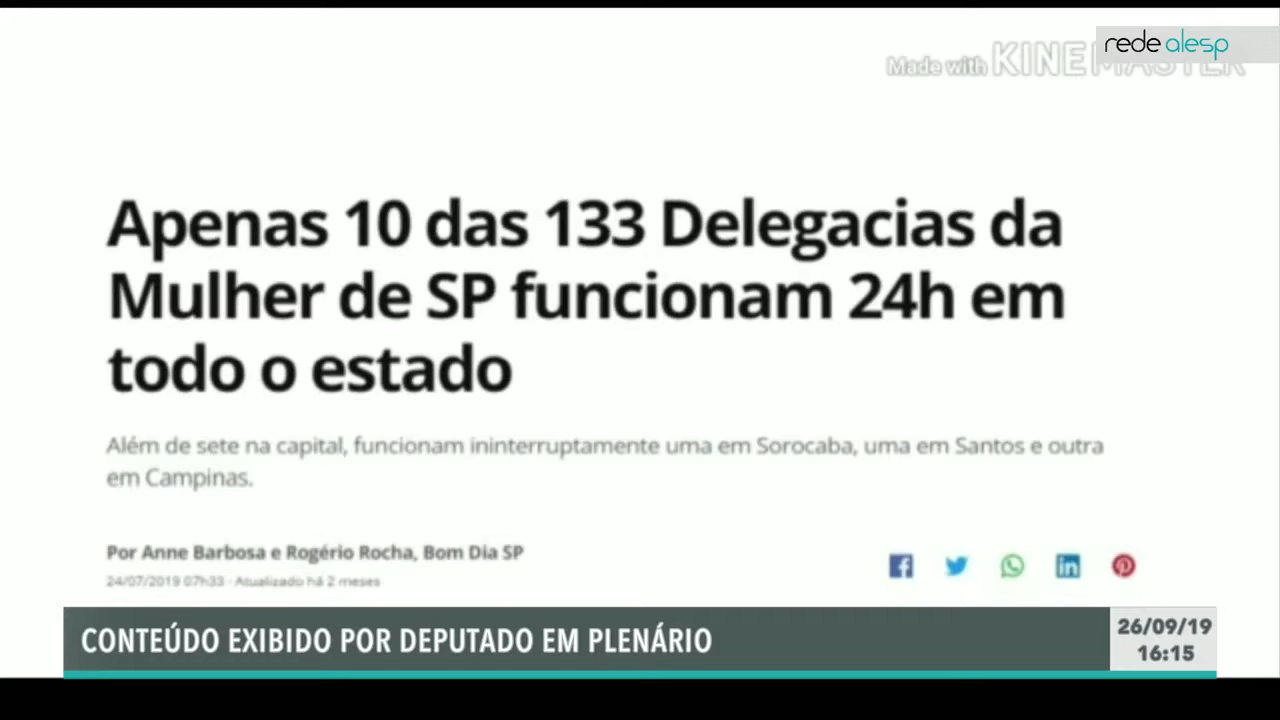 rede alesp
Made with KINEMASTER
Apenas 10 das 133 Delegacias da
Mulher de SP funcionam 24h em
todo o estado
Além de sete na capital, funcionam ininterruptamente uma em Sorocaba, uma em Santos e outra
em Campinas.
Por Anne Barbosa e Rogério Rocha, Bom Dia SP
24/07/2019 07h33 · Atualizado há 2 meses
CONTEÚDO EXIBIDO POR DEPUTADO EM PLENÁRIO
26/09/19
16:15